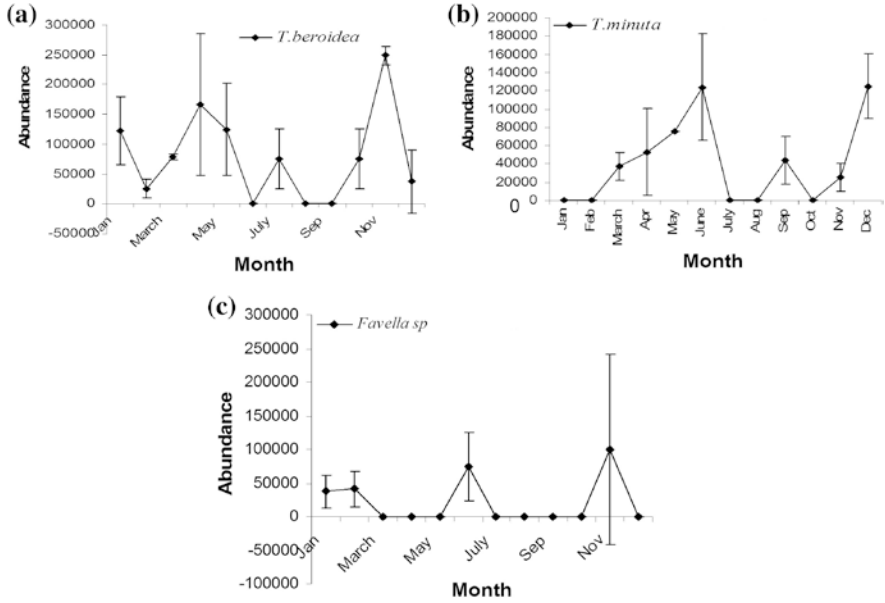 (a)
T.beroidea
Abundance
300000
250000
200000
150000
100000
50000
0
-50000
Jan
March
May
July
Sep
Nov
Month
(b)
T.minuta
Abundance
200000
180000
160000
140000
120000
100000
80000
60000
40000
20000
0
0
Jan
Feb
March
Apr
May
June
July
Aug
Sep
Oct
Nov
Dec
Month
(c)
Favella sp
Abundance
300000
250000
200000
150000
100000
50000
0
-50000
-100000
Jan
March
May
July
Sep
Nov
Month